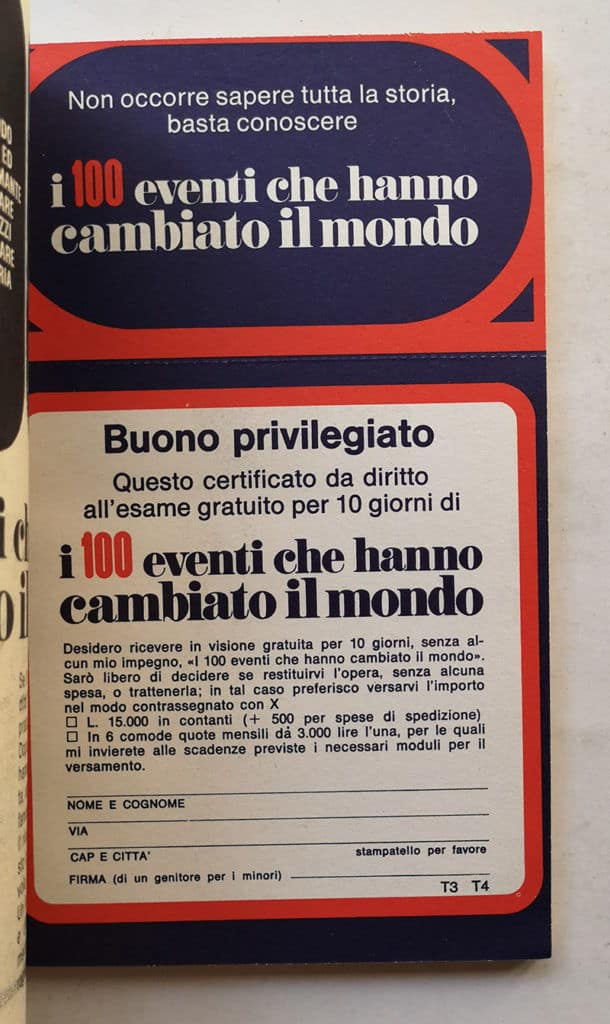 Non occorre sapere tutta la storia,
basta conoscere
i 100 eventi che hanno
cambiato il mondo
Buono privilegiato
Questo certificato da diritto
all'esame gratuito per 10 giorni di
i 100 eventi che hanno
cambiato il mondo
Desidero ricevere in visione gratuita per 10 giorni, senza al-
cun mio impegno, «I 100 eventi che hanno cambiato il mondo».
Sarò libero di decidere se restituirvi l'opera, senza alcuna
spesa, o trattenerla; in tal caso preferisco versarvi l'importo
nel modo contrassegnato con X
☐ L. 15.000 in contanti (+ 500 per spese di spedizione)
☐ In 6 comode quote mensili da 3.000 lire l'una, per le quali
mi invierete alle scadenze previste i necessari moduli per il
versamento.
NOME E COGNOME
VIA
CAP E CITTA'
stampatello per favore
FIRMA (di un genitore per i minori)
T3 T4